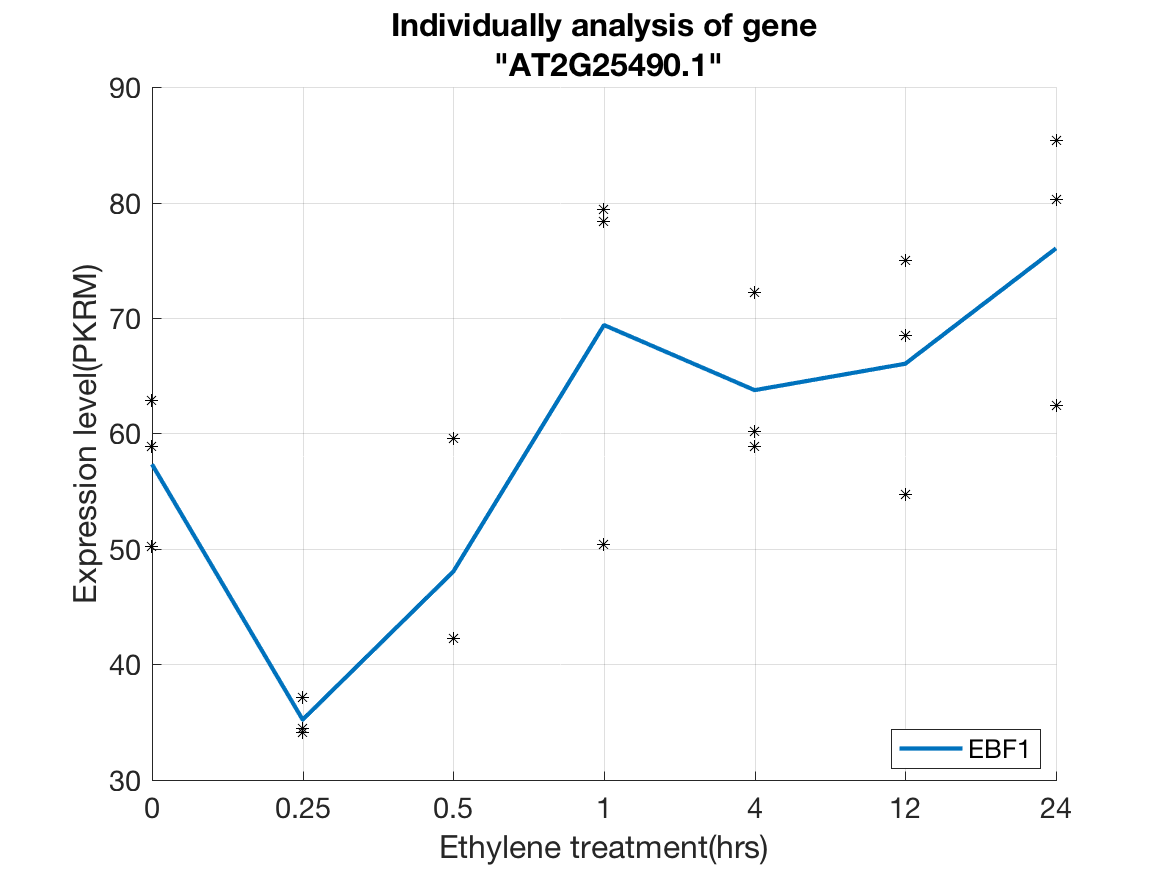 Individually analysis of gene
"AT2G25490.1"
90
80
70
60
50
40
30
Expression level(PKRM)
0 0.25 0.5 1 4 12 24
Ethylene treatment(hrs)
EBF1